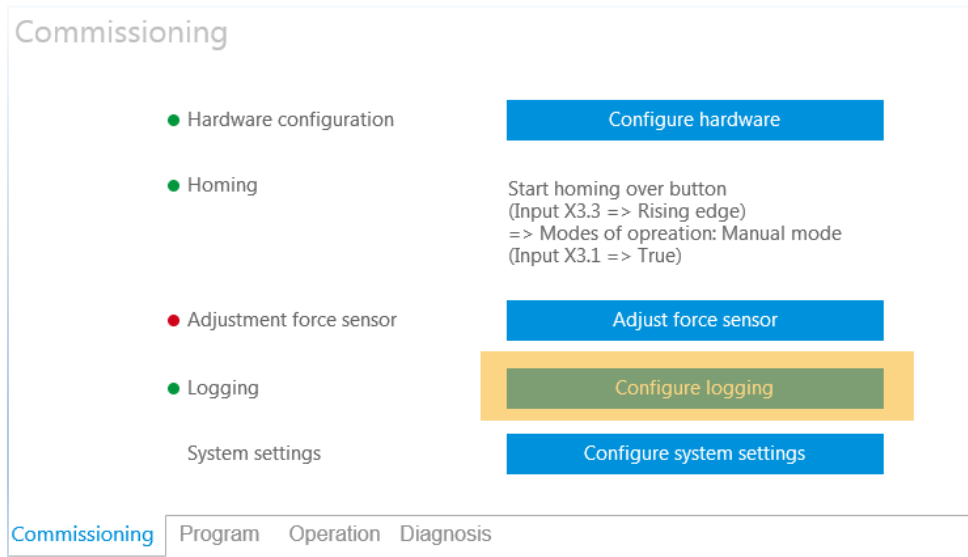 Commissioning
Hardware configuration Configure hardware
Homing Start homing over button
(Input X3.3 => Rising edge)
=> Modes of opreation: Manual mode
(Input X3.1 => True)
Adjustment force sensor Adjust force sensor
Logging Configure logging
System settings Configure system settings
Commissioning Program Operation Diagnosis